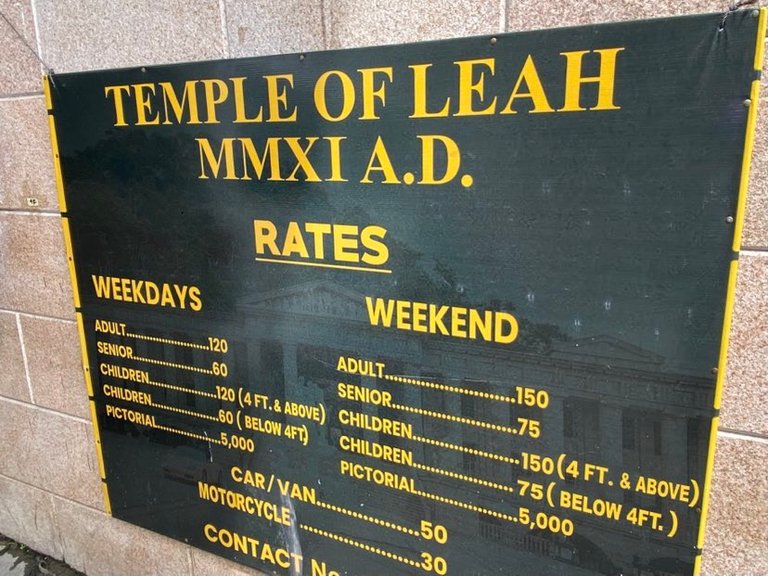 TEMPLE OF LEAH
MMXI A.D.
RATES
WEEKDAYS
ADULT....................120
SENIOR....................60
CHILDREN....................120 (4 FT. & ABOVE)
CHILDREN....................60 ( BELOW 4FT)
PICTORIAL....................5,000
WEEKEND
ADULT....................150
SENIOR....................75
CHILDREN....................150 (4 FT. & ABOVE)
CHILDREN....................75 ( BELOW 4FT. )
PICTORIAL....................5,000
CAR/VAN....................50
MOTORCYCLE....................30
CONTACT No